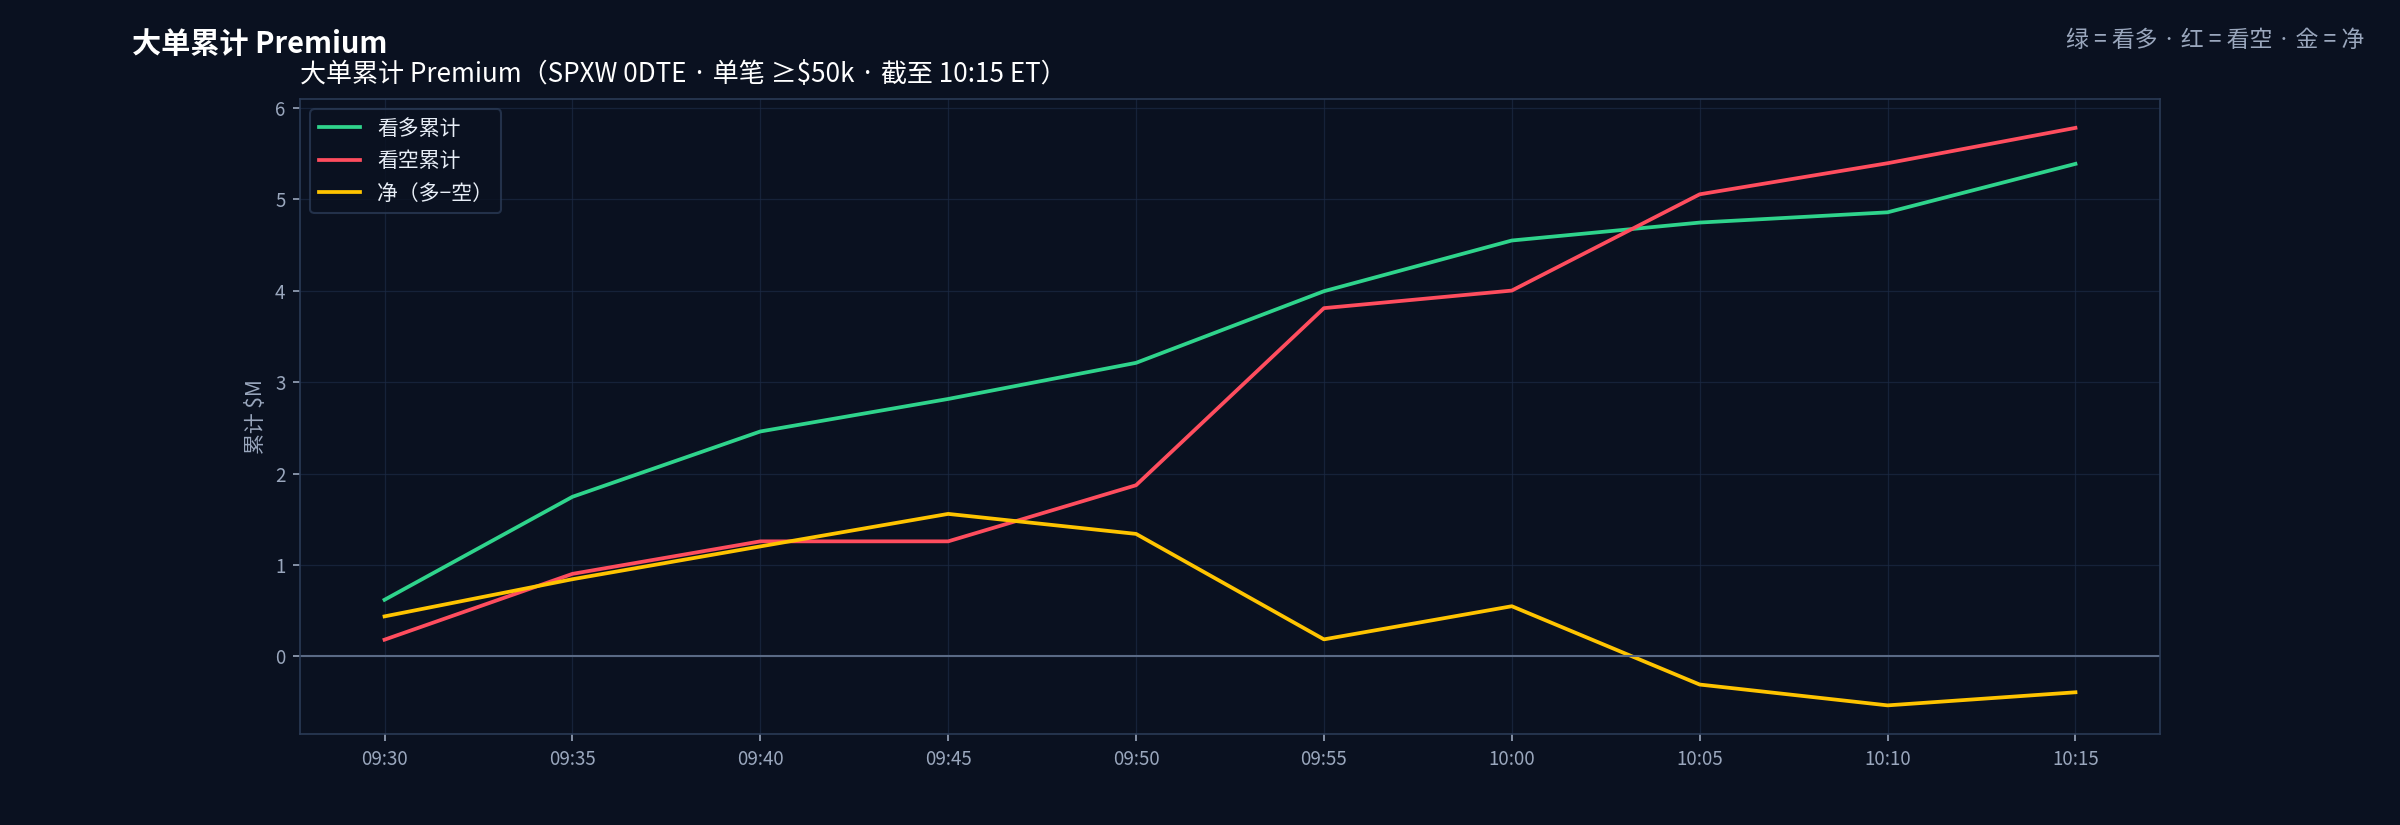 大单累计 Premium
绿 = 看多 · 红 = 看空 · 金 = 净
大单累计 Premium（SPXW 0DTE · 单笔 ≥$50k · 截至 10:15 ET）
看多累计
看空累计
净（多−空）
累计 $M
6
5
4
3
2
1
0
09:30 09:35 09:40 09:45 09:50 09:55 10:00 10:05 10:10 10:15